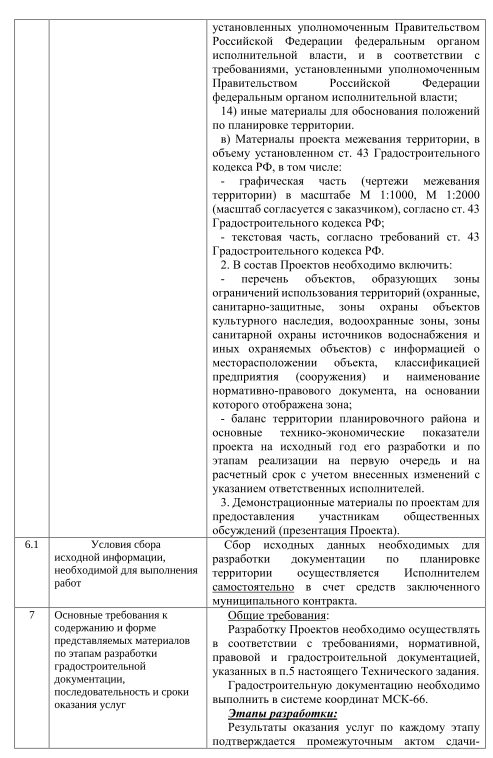 установленных уполномоченным Правительством
Российской Федерации федеральным органом
исполнительной власти, и в соответствии с
требованиями, установленными уполномоченным
Правительством Российской Федерации
федеральным органом исполнительной власти;
14) иные материалы для обоснования положений
по планировке территории.
в) Материалы проекта межевания территории, в
объему установленном ст. 43 Градостроительного
кодекса РФ, в том числе:
- графическая часть (чертежи межевания
территории) в масштабе М 1:1000, М 1:2000
(масштаб согласуется с заказчиком), согласно ст. 43
Градостроительного кодекса РФ;
- текстовая часть, согласно требований ст. 43
Градостроительного кодекса РФ.
2. В состав Проектов необходимо включить:
- перечень объектов, образующих зоны
ограничений использования территорий (охранные,
санитарно-защитные, зоны охраны объектов
культурного наследия, водоохранные зоны, зоны
санитарной охраны источников водоснабжения и
иных охраняемых объектов) с информацией о
месторасположении объекта, классификацией
предприятия (сооружения) и наименование
нормативно-правового документа, на основании
которого отображена зона;
- баланс территории планировочного района и
основные технико-экономические показатели
проекта на исходный год его разработки и по
этапам реализации на первую очередь и на
расчетный срок с учетом внесенных изменений с
указанием ответственных исполнителей.
3. Демонстрационные материалы по проектам для
предоставления участникам общественных
обсуждений (презентация Проекта).
6.1
Условия сбора
исходной информации,
необходимой для выполнения
работ
Сбор исходных данных необходимых для
разработки документации по планировке
территории осуществляется Исполнителем
самостоятельно в счет средств заключенного
муниципального контракта.
7
Основные требования к
содержанию и форме
представляемых материалов
по этапам разработки
градостроительной
документации,
последовательность и сроки
оказания услуг
Общие требования:
Разработку Проектов необходимо осуществлять
в соответствии с требованиями, нормативной,
правовой и градостроительной документацией,
указанных в п.5 настоящего Технического задания.
Градостроительную документацию необходимо
выполнить в системе координат МСК-66.
Этапы разработки:
Результаты оказания услуг по каждому этапу
подтверждается промежуточным актом сдачи-